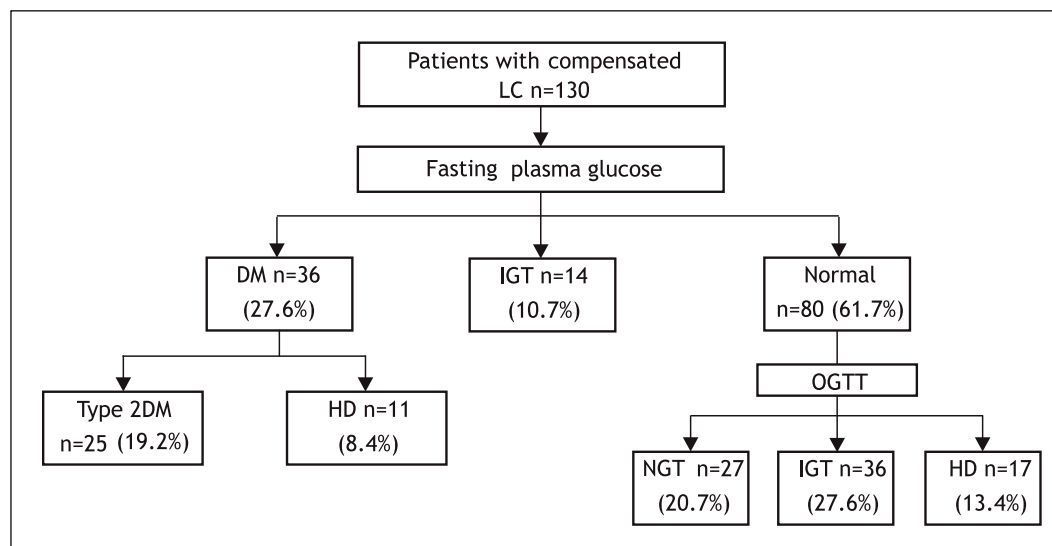 Patients with compensated
LC n=130
Fasting plasma glucose
DM n=36
(27.6%)
IGT n=14
(10.7%)
Normal
n=80 (61.7%)
OGTT
Type 2DM
n=25 (19.2%)
HD n=11
(8.4%)
NGT n=27
(20.7%)
IGT n=36
(27.6%)
HD n=17
(13.4%)